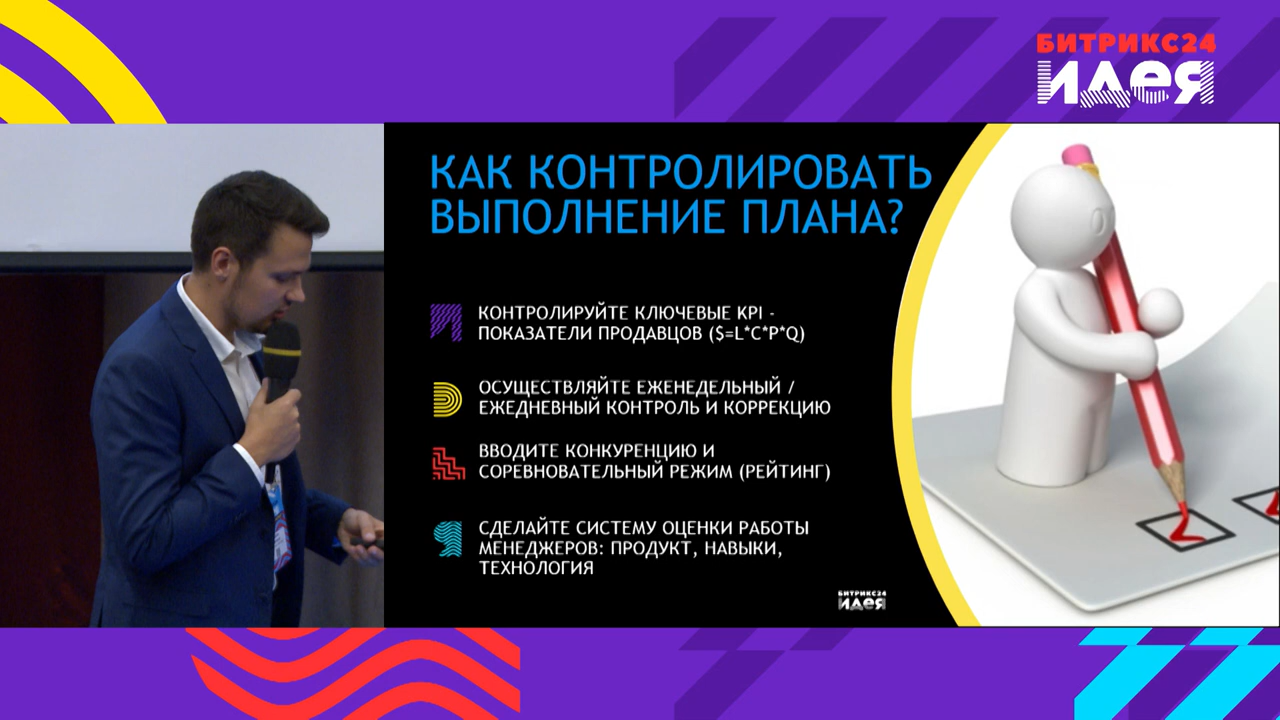 БИТРИКС24
ИДЕЯ
КАК КОНТРОЛИРОВАТЬ
ВЫПОЛНЕНИЕ ПЛАНА?
КОНТРОЛИРУЙТЕ КЛЮЧЕВЫЕ KPI -
ПОКАЗАТЕЛИ ПРОДАВЦОВ ($=L*C*P*Q)
ОСУЩЕСТВЛЯЙТЕ ЕЖЕНЕДЕЛЬНЫЙ /
ЕЖЕДНЕВНЫЙ КОНТРОЛЬ И КОРРЕКЦИЮ
ВВОДИТЕ КОНКУРЕНЦИЮ И
СОРЕВНОВАТЕЛЬНЫЙ РЕЖИМ (РЕЙТИНГ)
СДЕЛАЙТЕ СИСТЕМУ ОЦЕНКИ РАБОТЫ
МЕНЕДЖЕРОВ: ПРОДУКТ, НАВЫКИ,
ТЕХНОЛОГИЯ
БИТРИКС24
ИДЕЯ